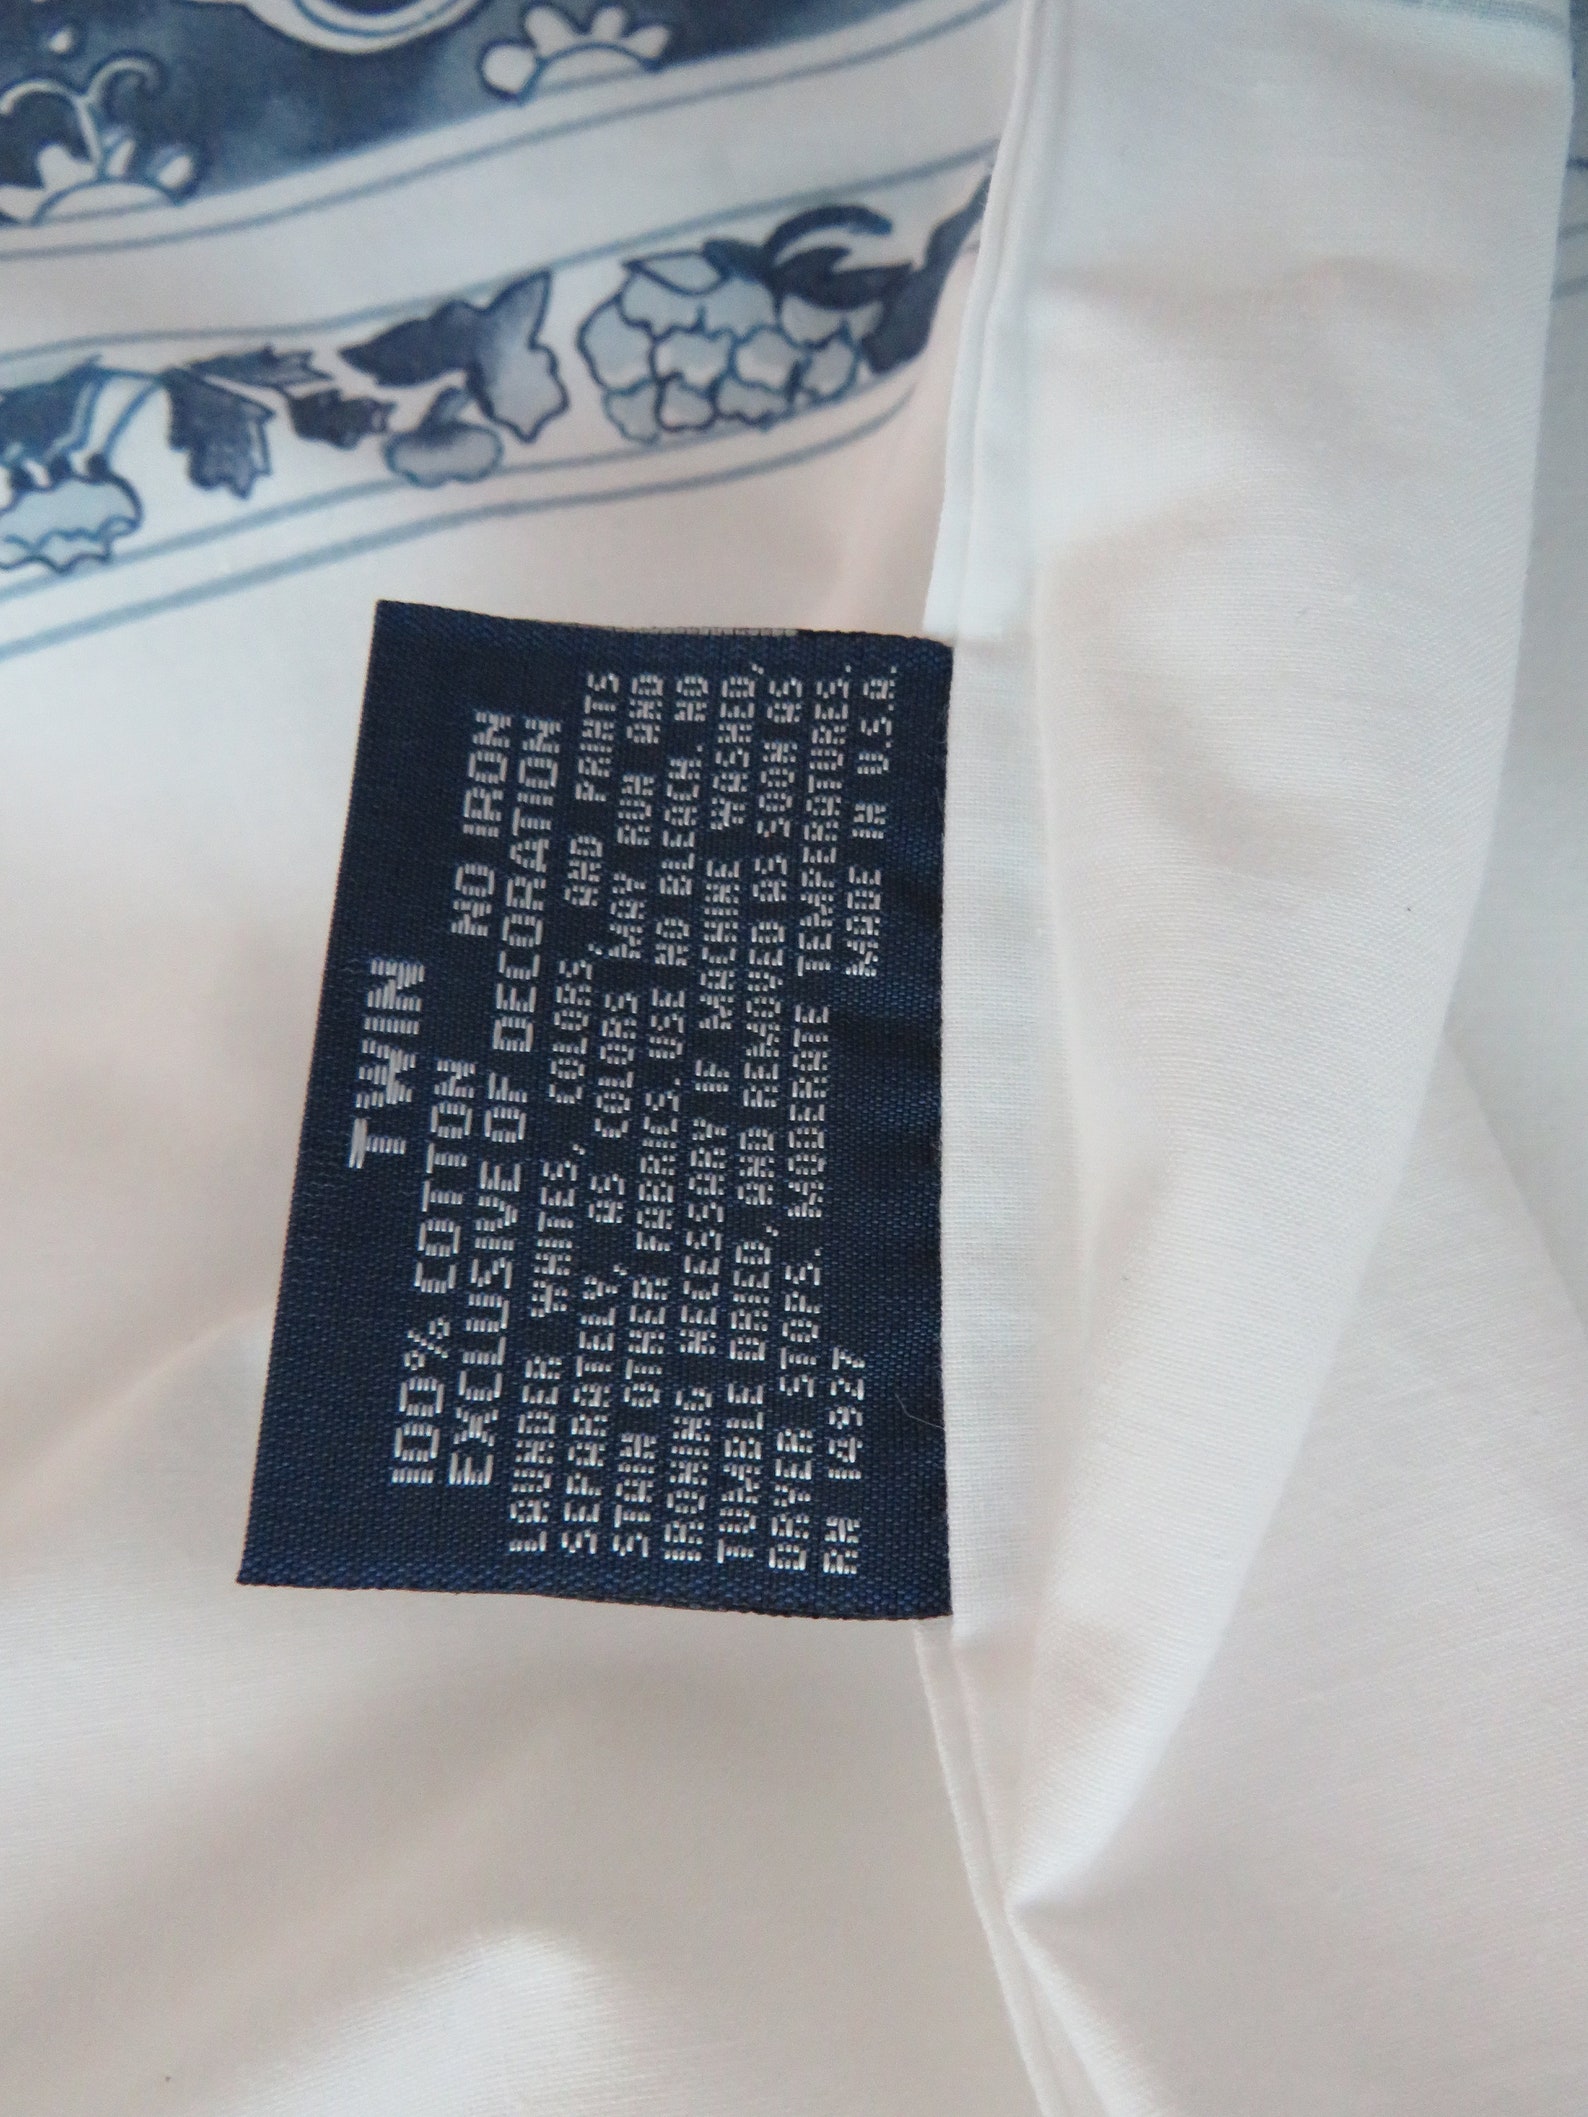 TWIN
100% COTTON NO IRON
EXCLUSIVE OF DECORATION
LAUNDER WHITES, COLORS, AND PRINTS
SEPARATELY, AS COLORS MAY RUN AND
STAIN OTHER FABRICS. USE NO BLEACH. NO
IRONING NECESSARY IF MACHINE WASHED,
TUMBLE DRIED, AND REMOVED AS SOON AS
DRYER STOPS. MODERATE TEMPERATURES.
RN 14927 MADE IN U.S.A.